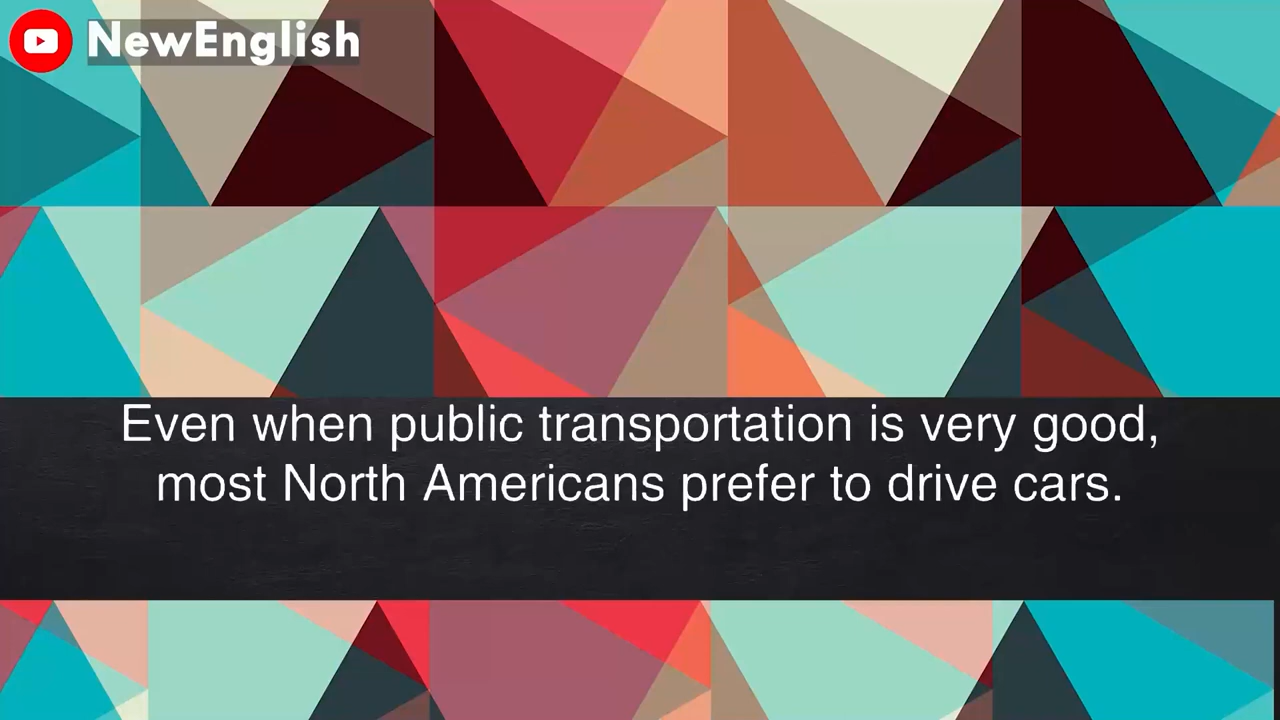 NewEnglish
Even when public transportation is very good,
most North Americans prefer to drive cars.